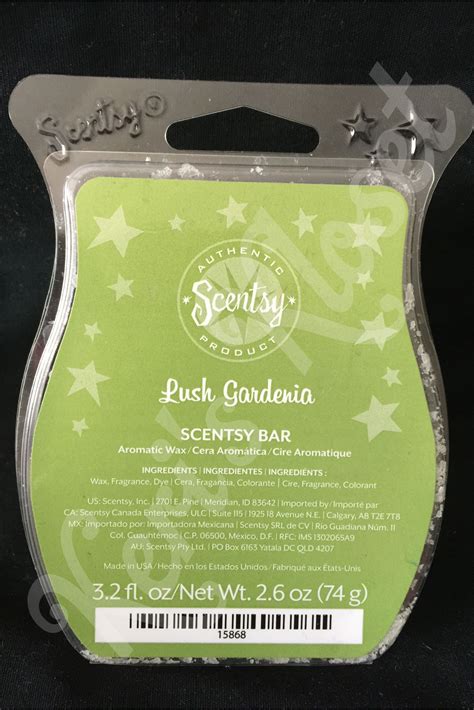 Scentsy®
AUTHENTIC
Scentsy®
PRODUCT
Lush Gardenia
SCENTSY BAR
Aromatic Wax / Cera Aromática / Cire Aromatique
INGREDIENTS | INGREDIENTES | INGRÉDIENTS
Wax, Fragrance, Dye | Cera, Fragancia, Colorante | Cire, Fragrance, Colorant
US: Scentsy, Inc. | 2701 E. Pine | Meridian, ID 83642 | Imported by/Importé par
CA: Scentsy Canada Enterprises, ULC | Suite 115 | 19251 8 Avenue N.E. | Calgary, AB T2E 7T8
MX: Importado por: Importadora Mexicana | Scentsy SRL de CV | Rio Guadiana Núm. 11
Col. Cuauhtémoc | C.P. 06500, México, D.F. | RFC: IMS 1302065A9
AU: Scentsy Pty Ltd. | PO Box 6163 Yatala DC QLD 4207
Made in USA / Hecho en los Estados Unidos / Fabriqué aux États-Unis
3.2 fl. oz/Net Wt. 2.6 oz (74 g)
15868